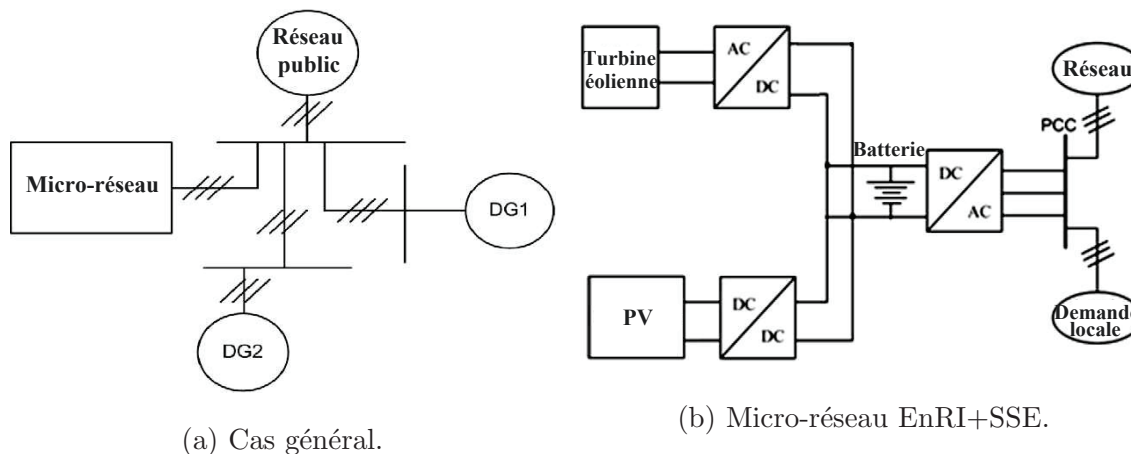 Réseau
public
Micro-réseau
DG1
DG2
(a) Cas général.
Turbine
éolienne
AC
DC
Réseau
PCC
Batterie
DC
AC
PV
DC
DC
Demande
locale
(b) Micro-réseau EnRI+SSE.